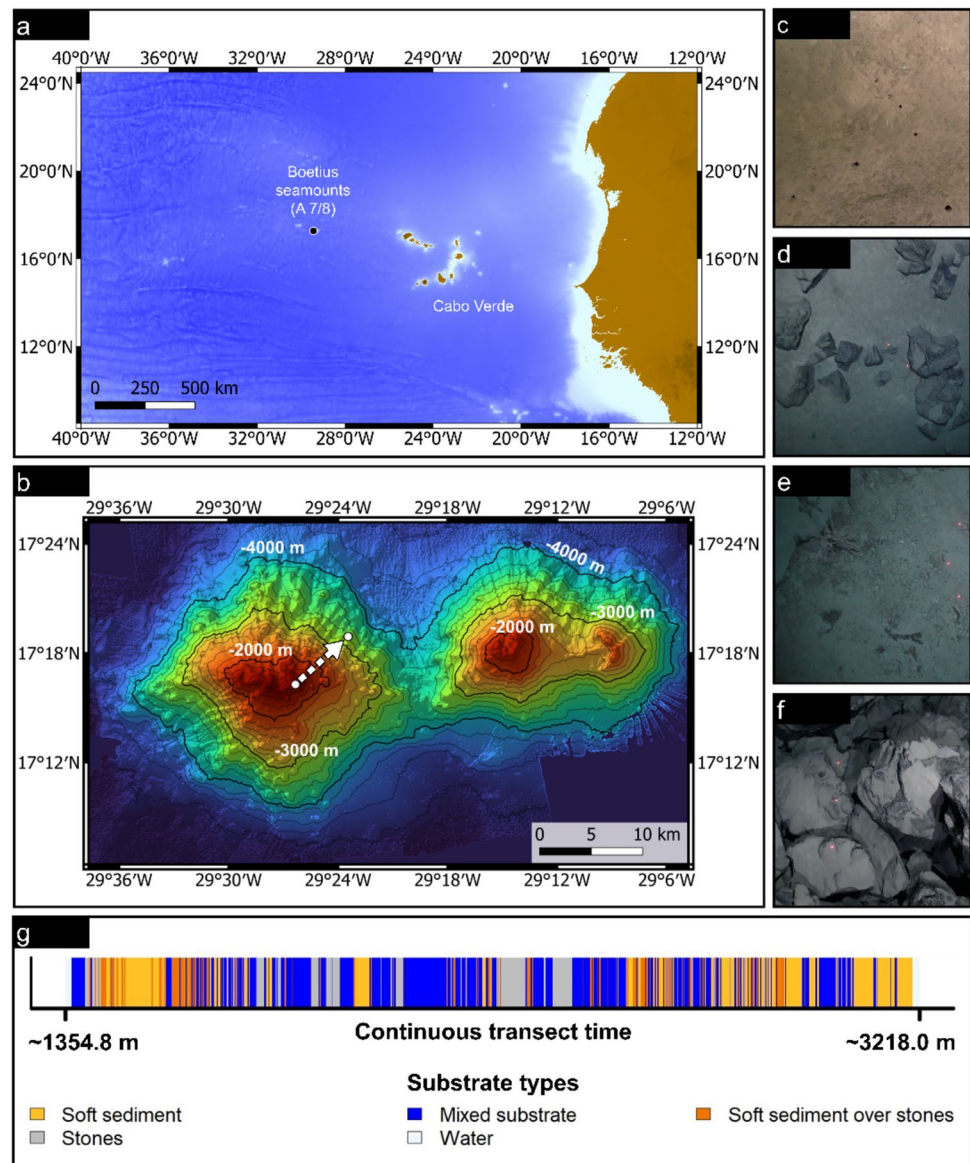 a
40°0′W 36°0′W 32°0′W 28°0′W 24°0′W 20°0′W 16°0′W 12°0′W
24°0′N 24°0′N
20°0′N 20°0′N
Boetius
seamounts
(A 7/8)
16°0′N 16°0′N
Cabo Verde
12°0′N 12°0′N
0 250 500 km
40°0′W 36°0′W 32°0′W 28°0′W 24°0′W 20°0′W 16°0′W 12°0′W
b
29°36′W 29°30′W 29°24′W 29°18′W 29°12′W 29°6′W
17°24′N 17°24′N
-4000 m -4000 m
-3000 m
-2000 m -2000 m
17°18′N 17°18′N
-3000 m
17°12′N 17°12′N
0 5 10 km
29°36′W 29°30′W 29°24′W 29°18′W 29°12′W 29°6′W
c
d
e
f
g
~1354.8 m Continuous transect time ~3218.0 m
Substrate types
Soft sediment Mixed substrate Soft sediment over stones
Stones Water